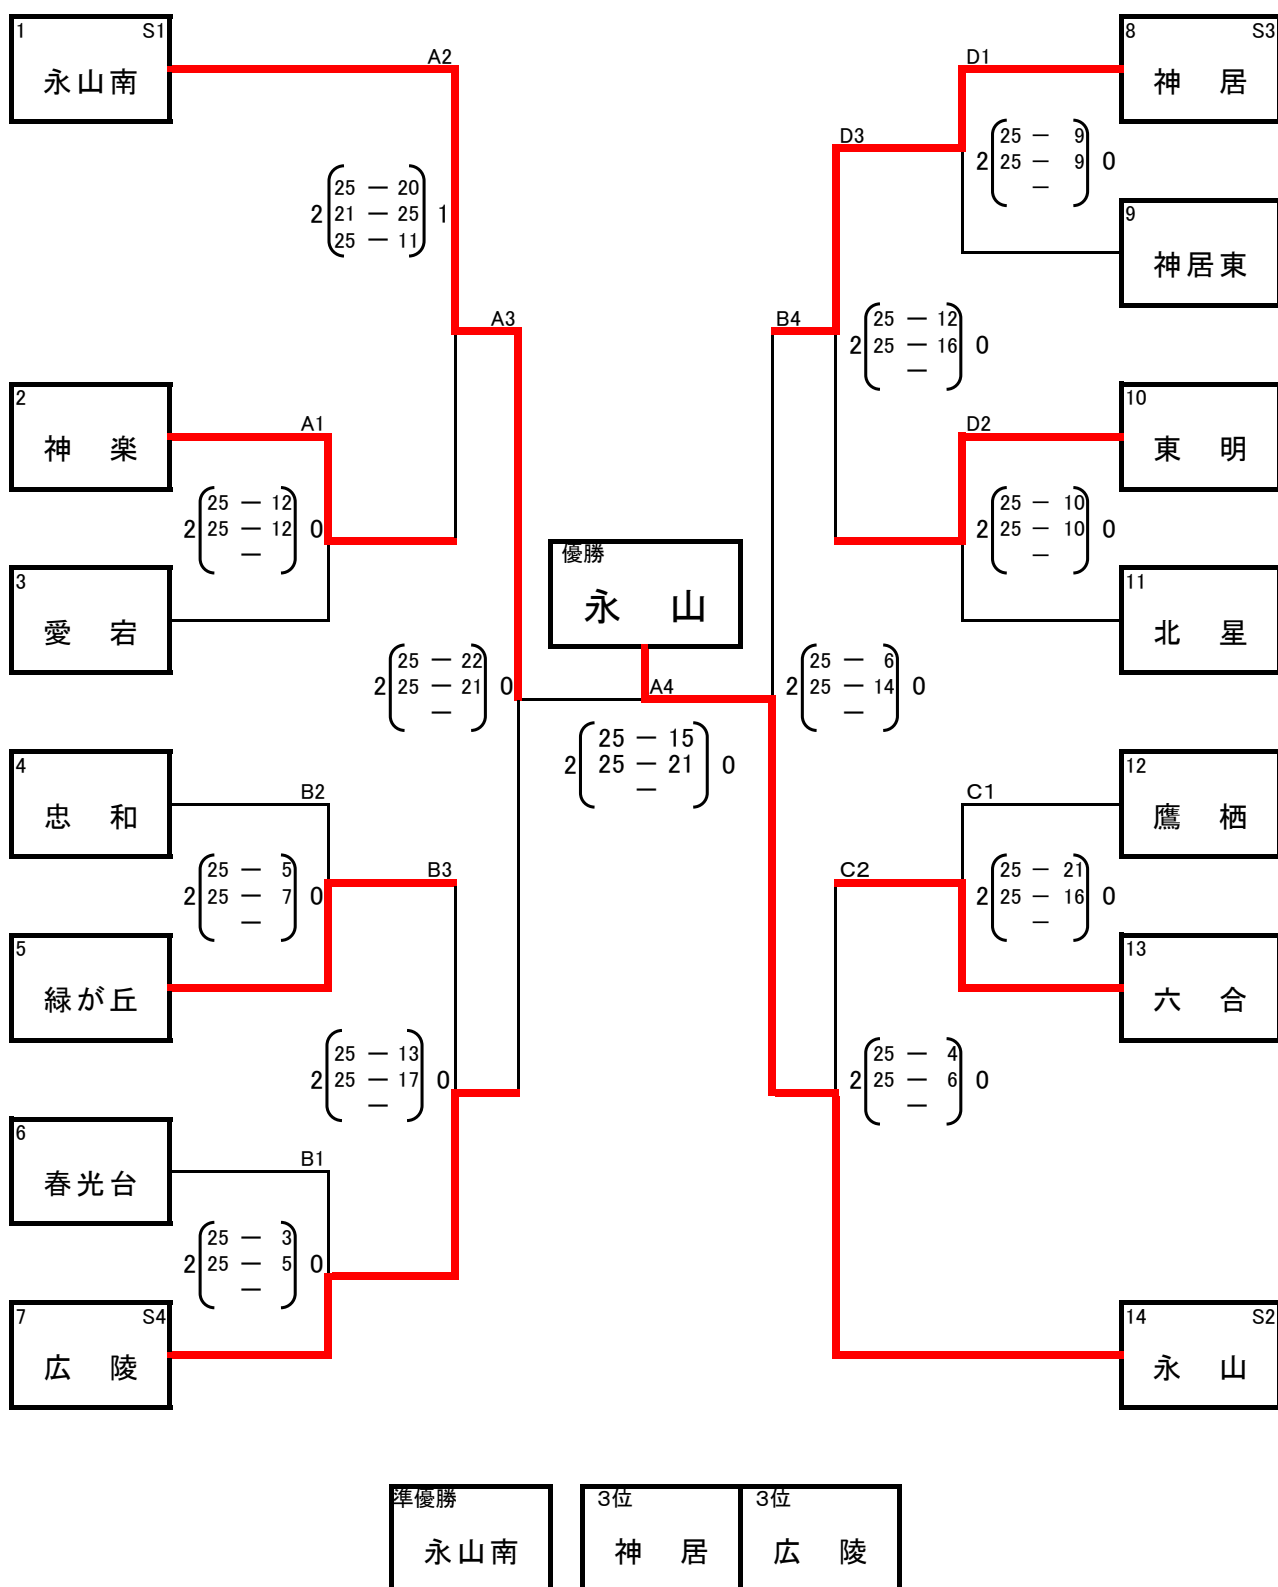 1 S1
永山南
A2
2 25 － 20 1
21 － 25
25 － 11
A3
2
神　楽
A1
2 25 － 12 0
25 － 12
－
3
愛　宕
2 25 － 22 0
25 － 21
－
4
忠　和
B2
2 25 － 5 0
25 － 7
－
B3
5
緑が丘
2 25 － 13 0
25 － 17
－
6
春光台
B1
2 25 － 3 0
25 － 5
－
7 S4
広　陵
優勝
永　山
A4
2 25 － 15 0
25 － 21
－
8 S3
神　居
D1
2 25 － 9 0
25 － 9
－
D3
9
神居東
B4
2 25 － 12 0
25 － 16
－
10
東　明
D2
2 25 － 10 0
25 － 10
－
11
北　星
2 25 － 6 0
25 － 14
－
12
鷹　栖
C1
2 25 － 21 0
25 － 16
－
C2
13
六　合
2 25 － 4 0
25 － 6
－
14 S2
永　山
準優勝
永山南
３位
神　居
３位
広　陵